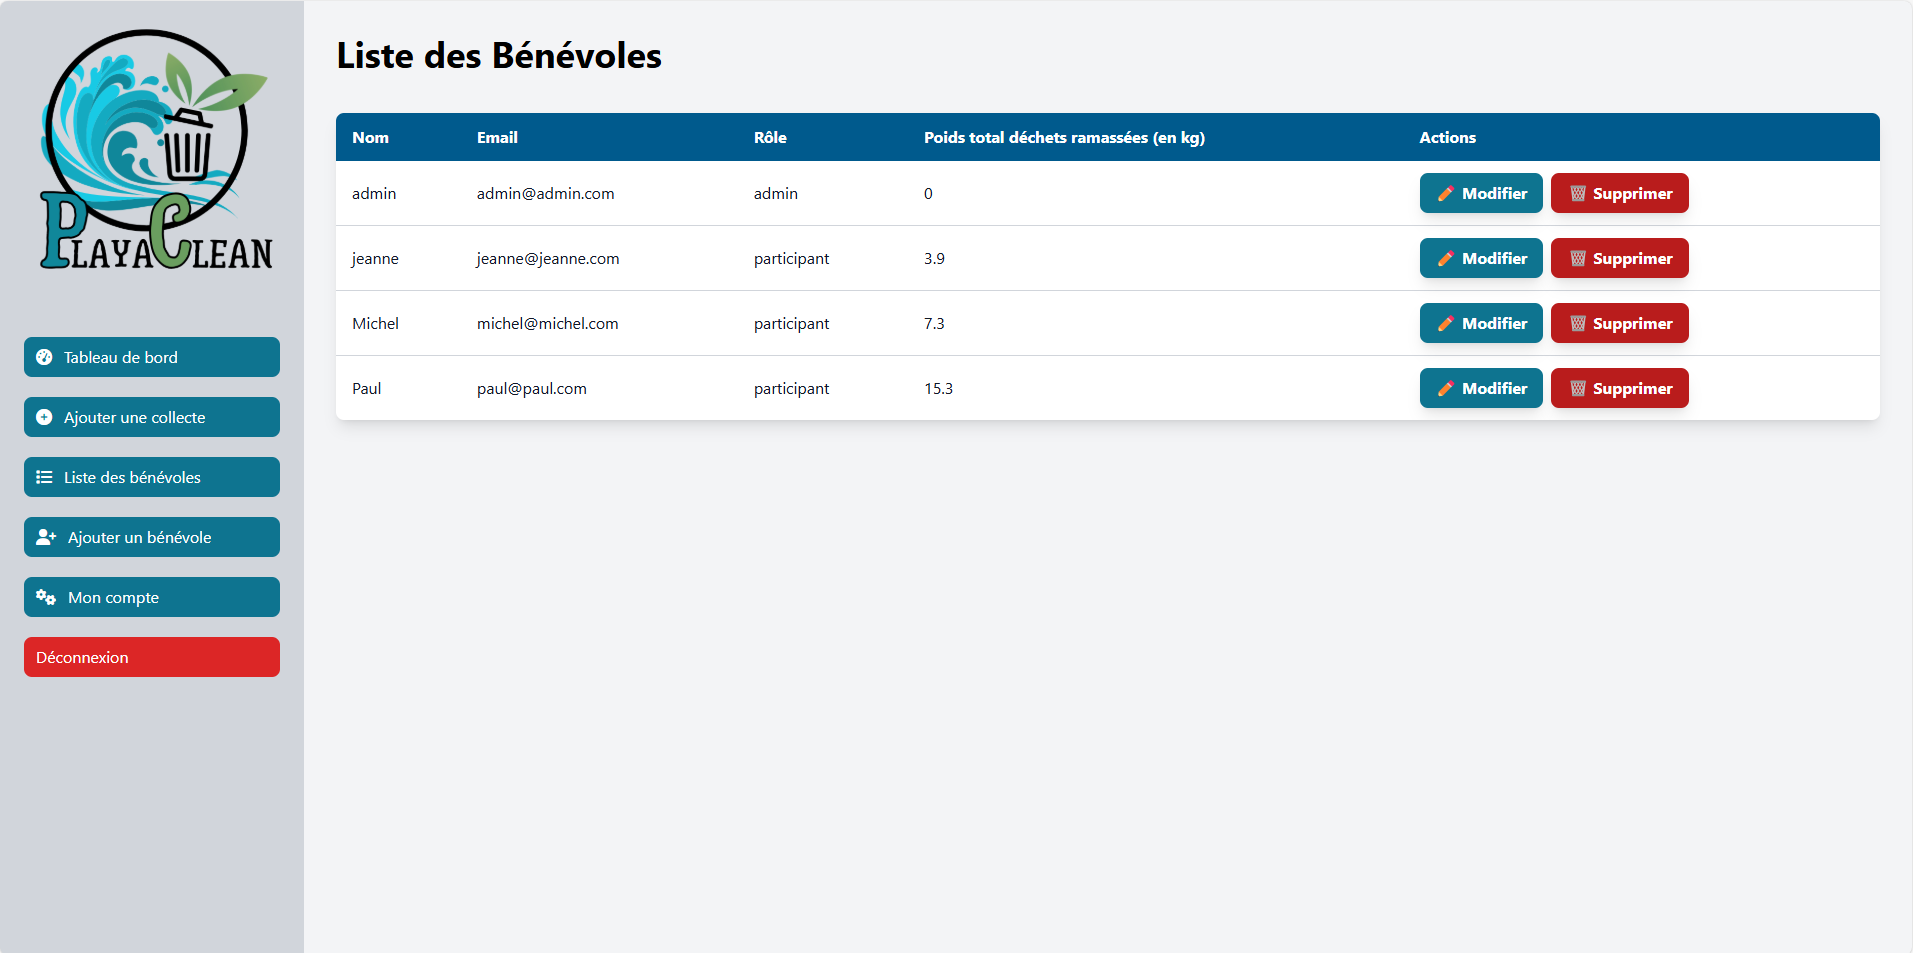 PLAYACLEAN
Tableau de bord
Ajouter une collecte
Liste des bénévoles
Ajouter un bénévole
Mon compte
Déconnexion
Liste des Bénévoles
Nom Email Rôle Poids total déchets ramassées (en kg) Actions
admin admin@admin.com admin 0 Modifier Supprimer
jeanne jeanne@jeanne.com participant 3.9 Modifier Supprimer
Michel michel@michel.com participant 7.3 Modifier Supprimer
Paul paul@paul.com participant 15.3 Modifier Supprimer